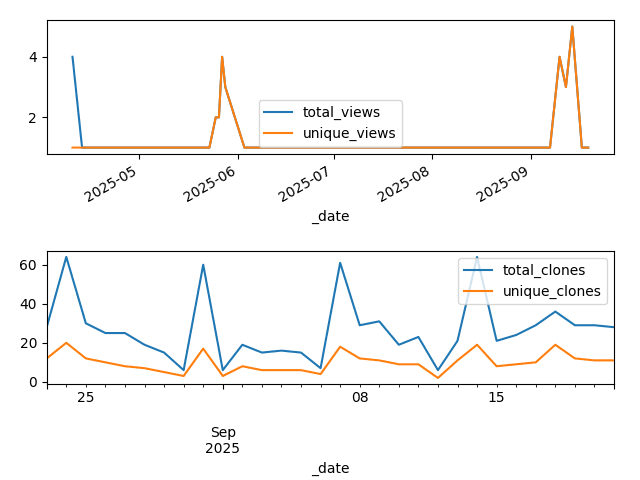 4
2
total_views
unique_views
2025-05
2025-06
2025-07
2025-08
2025-09
_date
60
40
20
0
total_clones
unique_clones
25
08
15
Sep
2025
_date